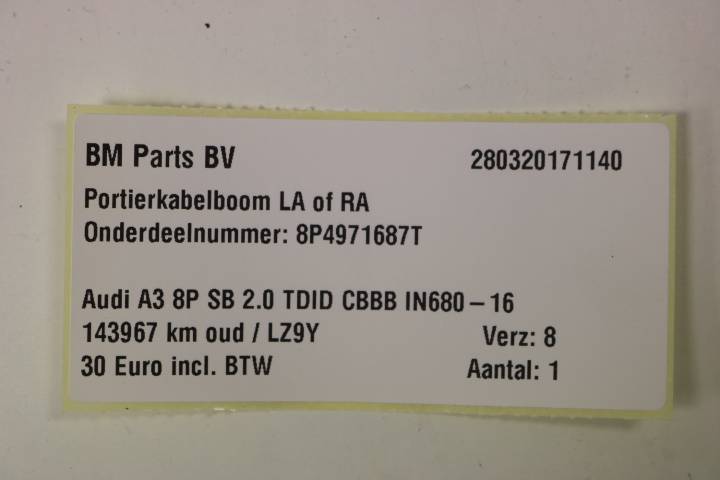 BM Parts BV 280320171140
Portierkabelboom LA of RA
Onderdeelnummer: 8P4971687T
Audi A3 8P SB 2.0 TDID CBBB IN680 – 16
143967 km oud / LZ9Y Verz: 8
30 Euro incl. BTW Aantal: 1